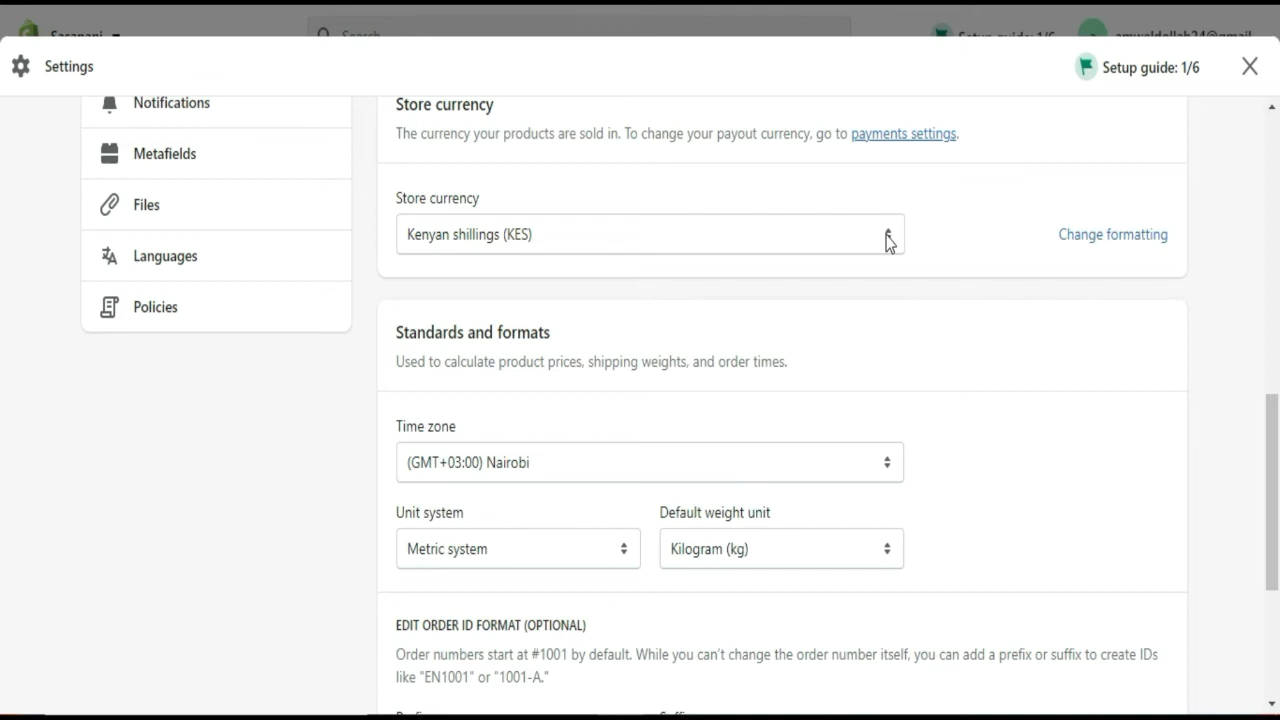 Search
Setup guide: 1/6
Settings
Setup guide: 1/6
Notifications
Metafields
Files
Languages
Policies
Store currency
The currency your products are sold in. To change your payout currency, go to payments settings.
Store currency
Kenyan shillings (KES)
Change formatting
Standards and formats
Used to calculate product prices, shipping weights, and order times.
Time zone
(GMT+03:00) Nairobi
Unit system
Default weight unit
Metric system
Kilogram (kg)
EDIT ORDER ID FORMAT (OPTIONAL)
Order numbers start at #1001 by default. While you can't change the order number itself, you can add a prefix or suffix to create IDs
like "EN1001" or "1001-A."